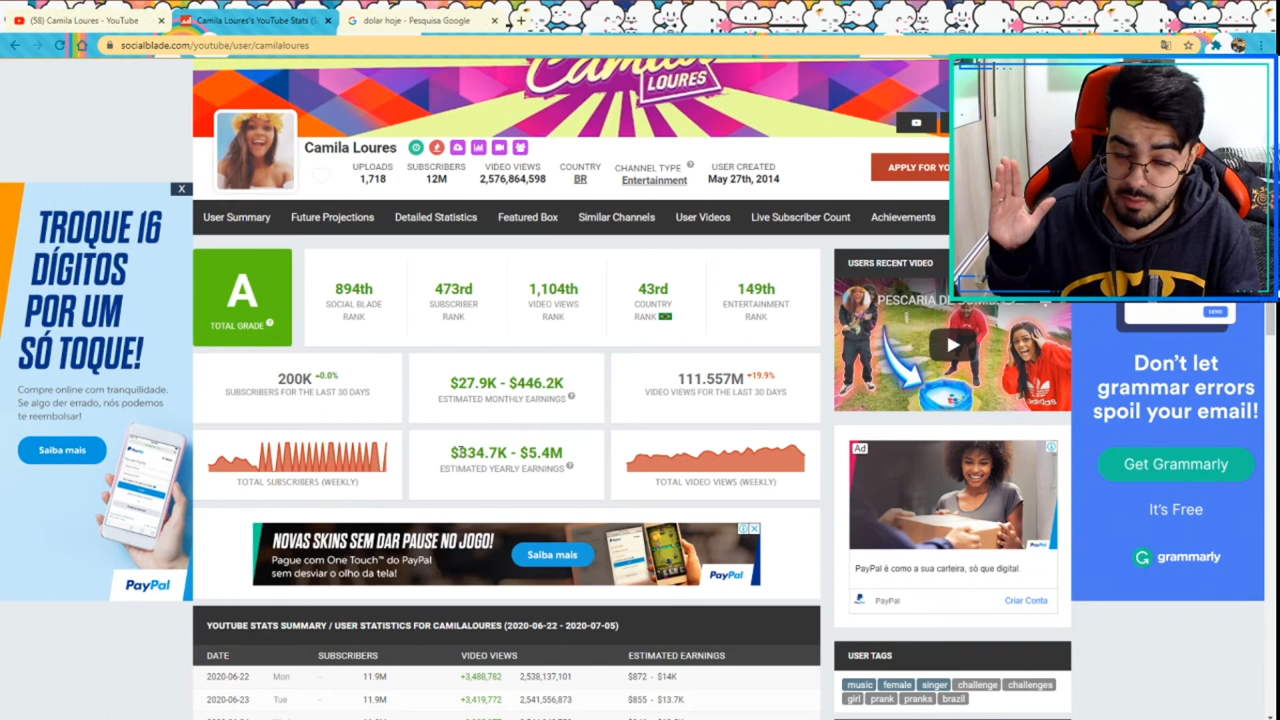 (58) Camila Loures - YouTube
Camila Loures's YouTube Stats (S
dolar hoje - Pesquisa Google
socialblade.com/youtube/user/camilaloures
Camila
LOURES
Camila Loures
UPLOADS
1,718
SUBSCRIBERS
12M
VIDEO VIEWS
2,576,864,598
COUNTRY
BR
CHANNEL TYPE
Entertainment
USER CREATED
May 27th, 2014
APPLY FOR YO
User Summary
Future Projections
Detailed Statistics
Featured Box
Similar Channels
User Videos
Live Subscriber Count
Achievements
X
TROQUE 16
DÍGITOS
POR UM
SÓ TOQUE!
Compre online com tranquilidade.
Se algo der errado, nós podemos
te reembolsar!
Saiba mais
PayPal
A
TOTAL GRADE
894th
SOCIAL BLADE
RANK
473rd
SUBSCRIBER
RANK
1,104th
VIDEO VIEWS
RANK
43rd
COUNTRY
RANK
149th
ENTERTAINMENT
RANK
200K +0.0%
SUBSCRIBERS FOR THE LAST 30 DAYS
$27.9K - $446.2K
ESTIMATED MONTHLY EARNINGS
111.557M -19.9%
VIDEO VIEWS FOR THE LAST 30 DAYS
TOTAL SUBSCRIBERS (WEEKLY)
$334.7K - $5.4M
ESTIMATED YEARLY EARNINGS
TOTAL VIDEO VIEWS (WEEKLY)
NOVAS SKINS SEM DAR PAUSE NO JOGO!
Pague com One Touch™ do PayPal
sem desviar o olho da tela!
Saiba mais
PayPal
YOUTUBE STATS SUMMARY / USER STATISTICS FOR CAMILALOURES (2020-06-22 - 2020-07-05)
DATE
SUBSCRIBERS
VIDEO VIEWS
ESTIMATED EARNINGS
2020-06-22 Mon -- 11.9M +3,488,782 2,538,137,101 $872 - $14K
2020-06-23 Tue -- 11.9M +3,419,772 2,541,556,873 $855 - $13.7K
USERS RECENT VIDEO
Ad
PayPal
PayPal é como a sua carteira, só que digital.
PayPal
Criar Conta
USER TAGS
music female singer challenge challenges
girl prank pranks brazil
SEND
Don't let
grammar errors
spoil your email!
Get Grammarly
It's Free
grammarly